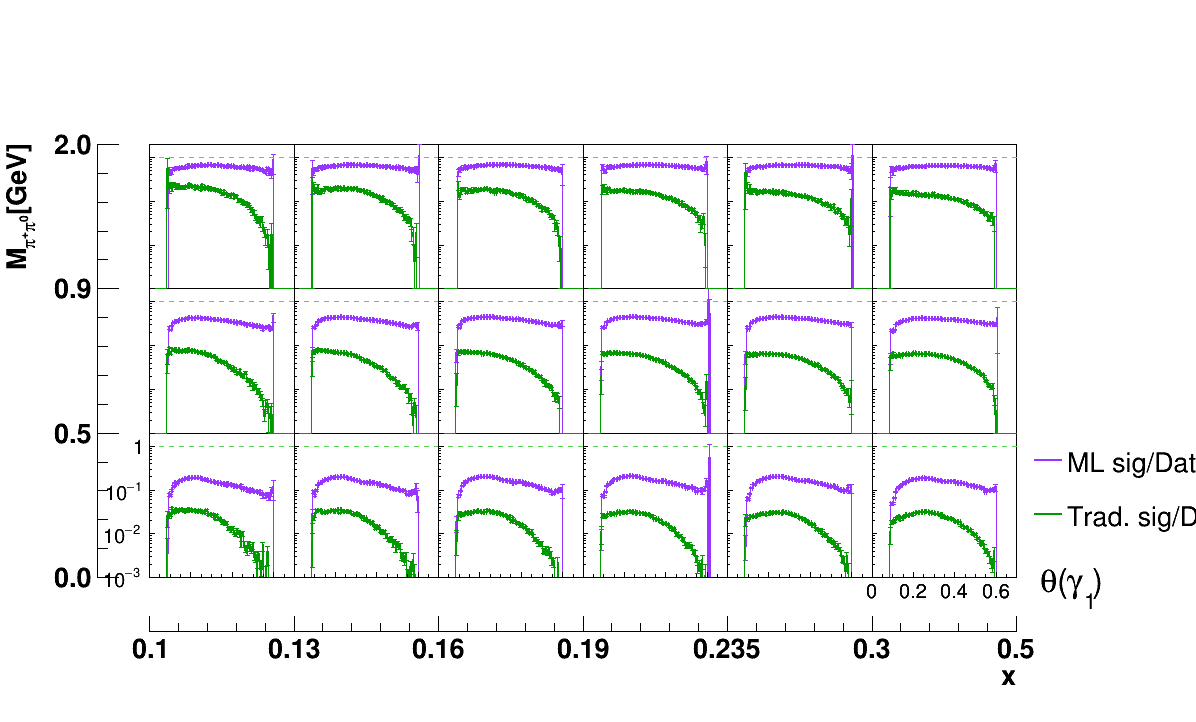 2.0
M_{π⁺π⁰} [GeV]
0.9
0.5
1
10⁻¹
10⁻²
10⁻³
0.0
ML sig/Dat
Trad. sig/D
0 0.2 0.4 0.6
θ(γ₁)
0.1 0.13 0.16 0.19 0.235 0.3 0.5
x